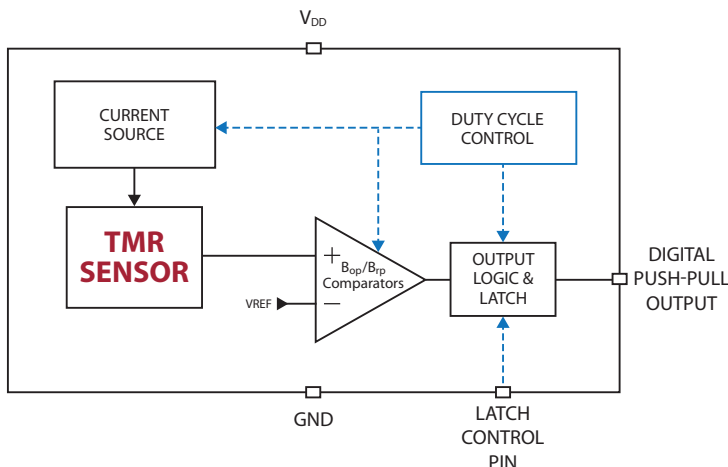 VDD
CURRENT
SOURCE
DUTY CYCLE
CONTROL
TMR
SENSOR
+
Bop/Brp
Comparators
VREF
−
OUTPUT
LOGIC &
LATCH
DIGITAL
PUSH-PULL
OUTPUT
GND
LATCH
CONTROL
PIN